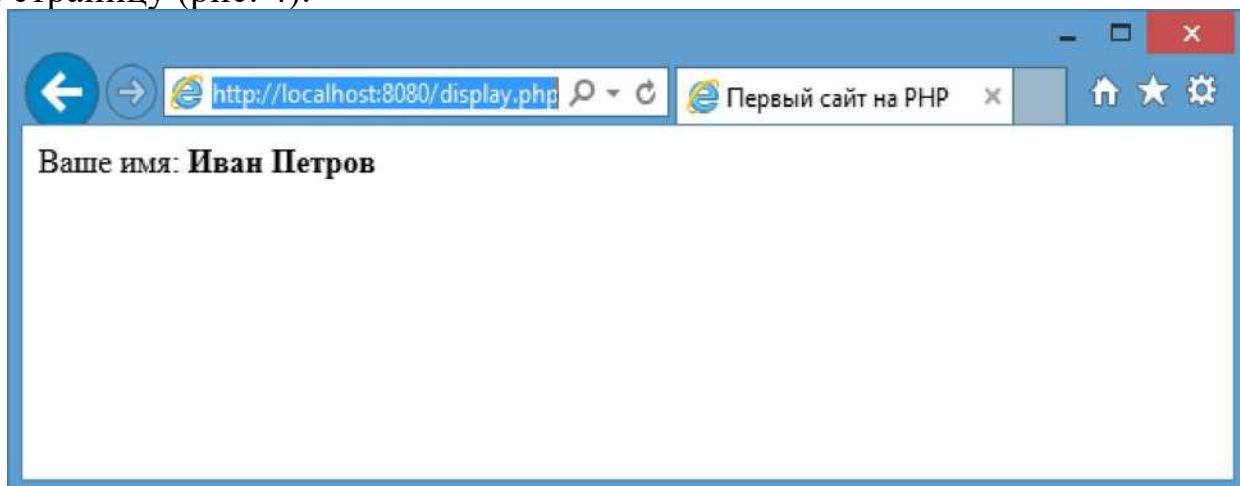 страницу (рис. 4).
http://localhost:8080/display.php
Первый сайт на PHP
Ваше имя: Иван Петров